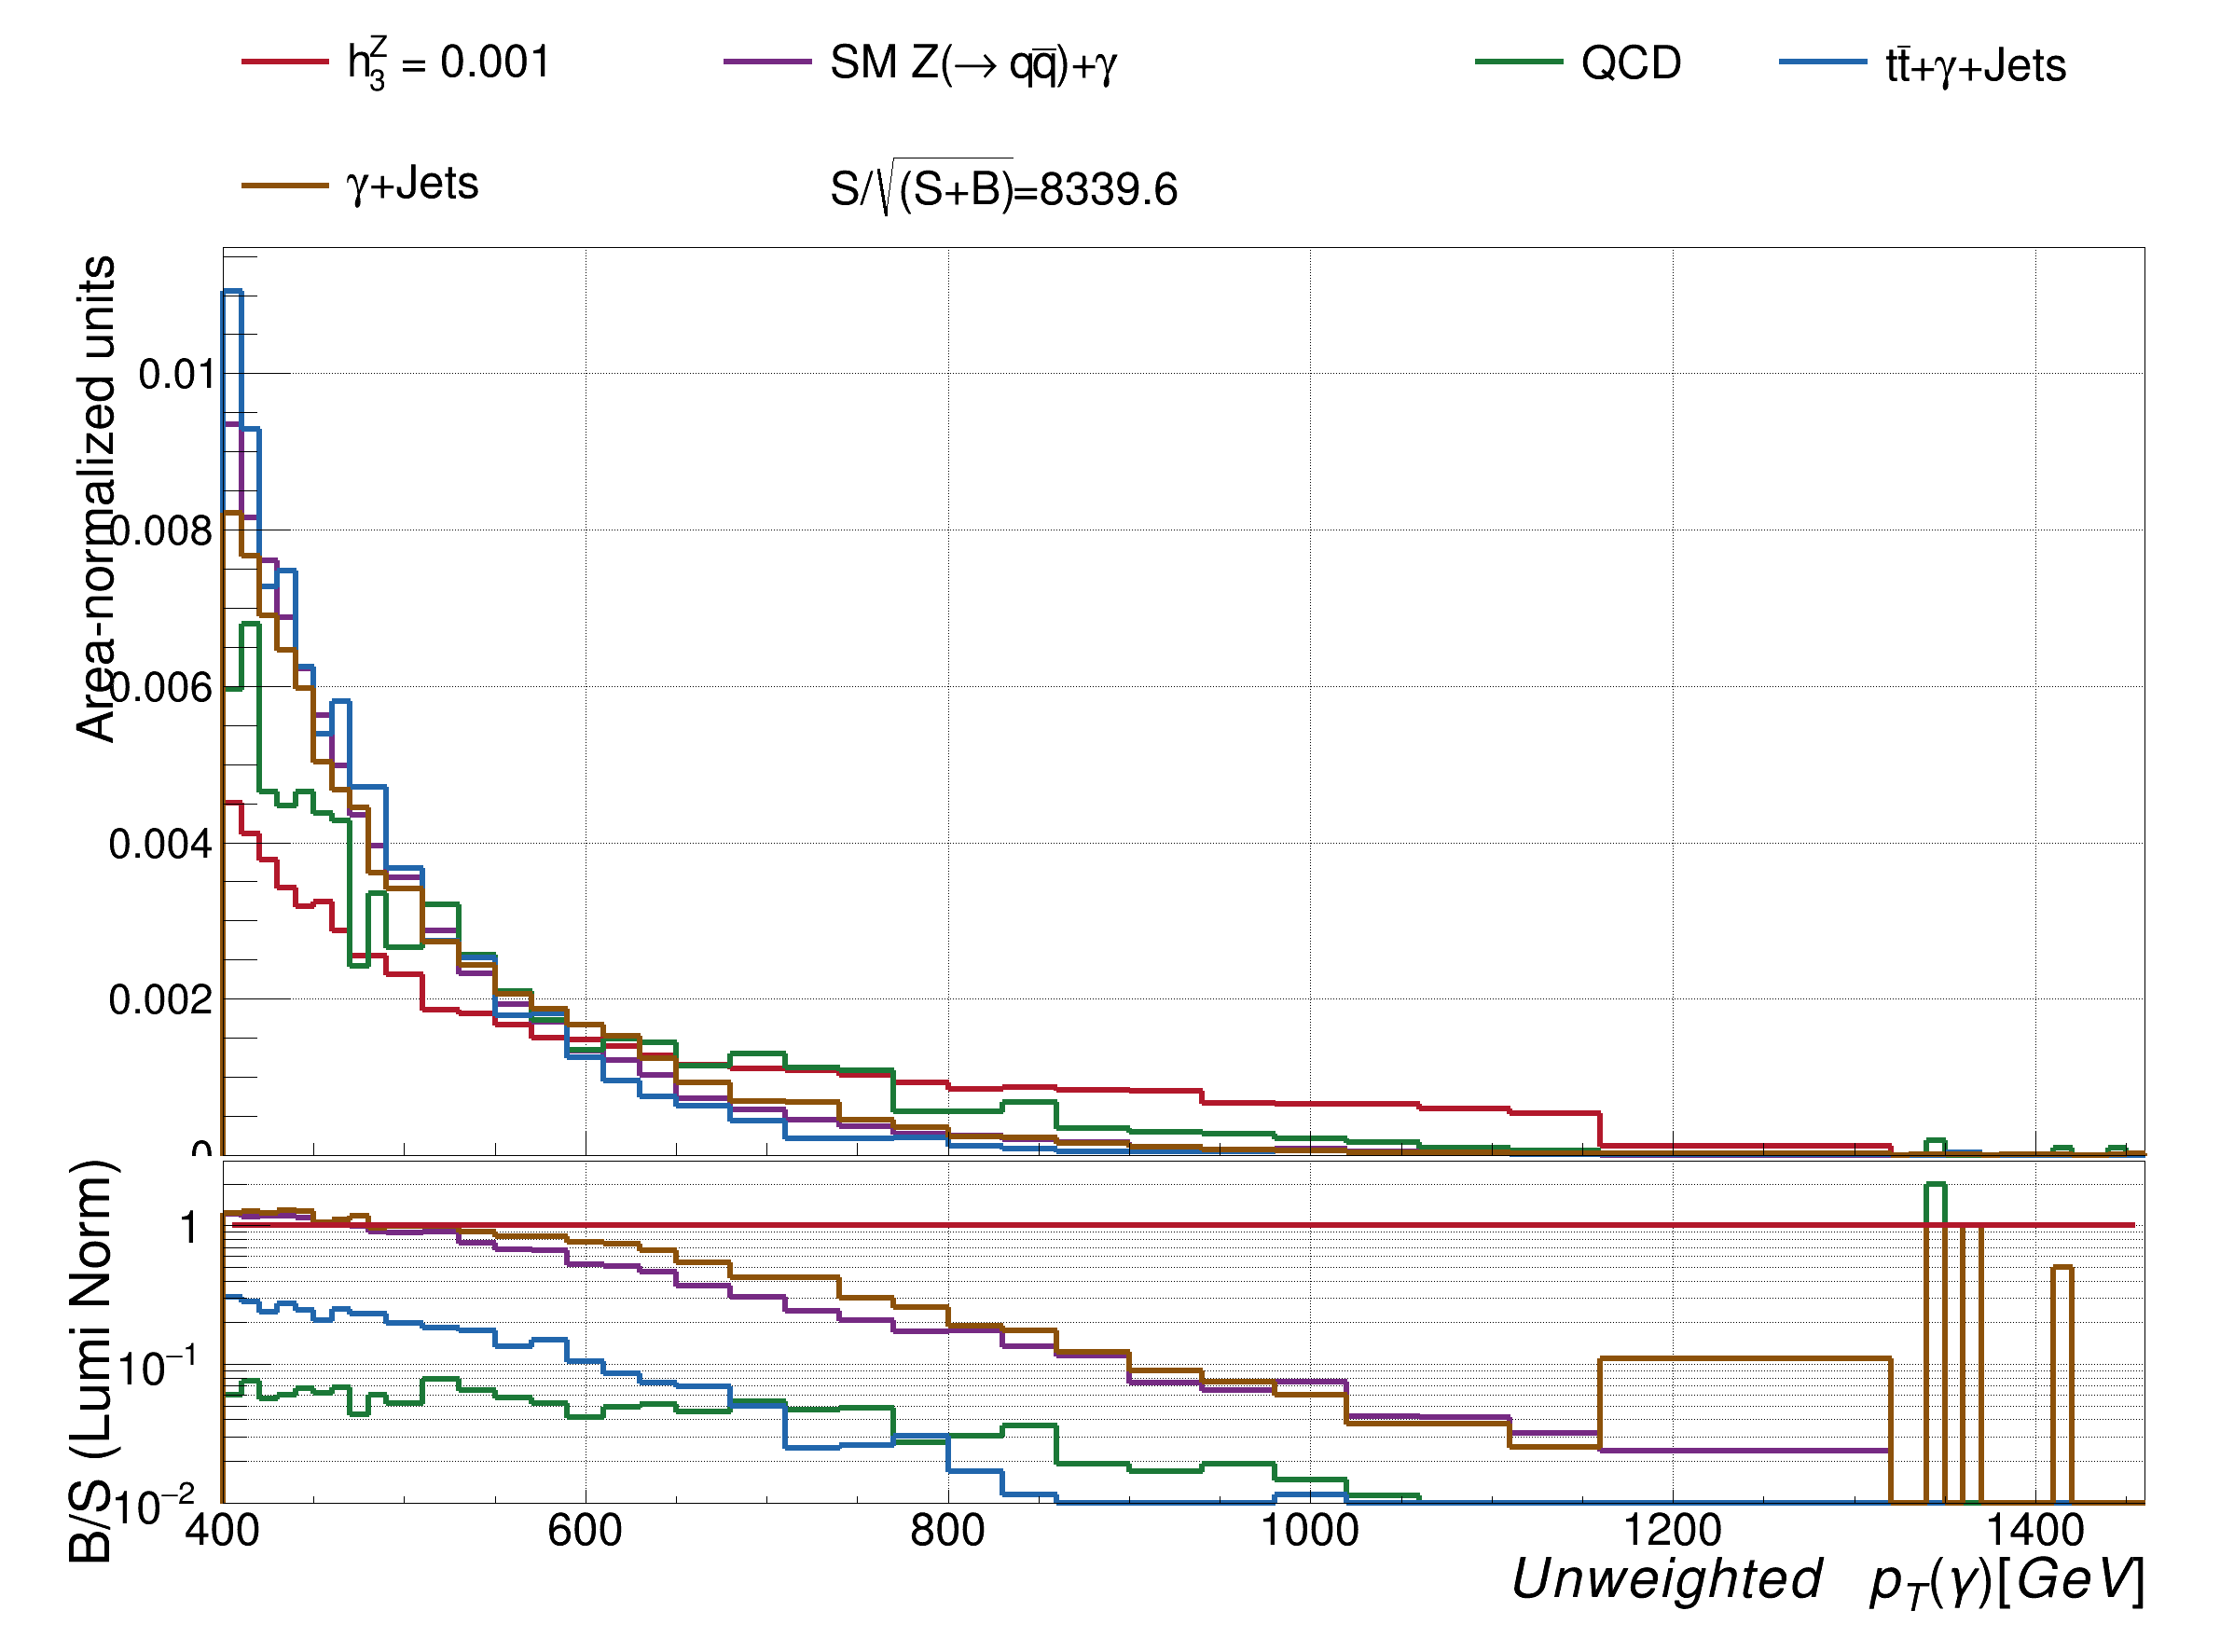 h₃ᶻ = 0.001 SM Z(→ qq̅)+γ QCD tt̄+γ+Jets
γ+Jets S/√(S+B)=8339.6
Area-normalized units
0.01
0.008
0.006
0.004
0.002
0
B/S (Lumi Norm)
1
10⁻¹
10⁻²
400 600 800 1000 1200 1400
Unweighted p_T(γ)[GeV]